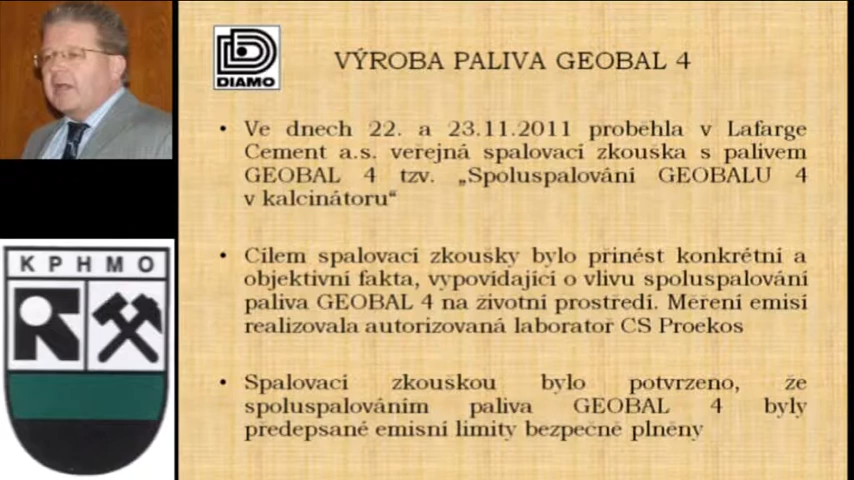 DIAMO
VÝROBA PALIVA GEOBAL 4
• Ve dnech 22. a 23.11.2011 proběhla v Lafarge
Cement a.s. veřejná spalovací zkouška s palivem
GEOBAL 4 tzv. „Spoluspalování GEOBALU 4
v kalcinátoru“
• Cílem spalovací zkoušky bylo přinést konkrétní a
objektivní fakta, vypovídající o vlivu spoluspalování
paliva GEOBAL 4 na životní prostředí. Měření emisí
realizovala autorizovaná laboratoř CS Proekos
• Spalovací zkouškou bylo potvrzeno, že
spoluspalováním paliva GEOBAL 4 byly
předepsané emisní limity bezpečně plněny
KPHMO